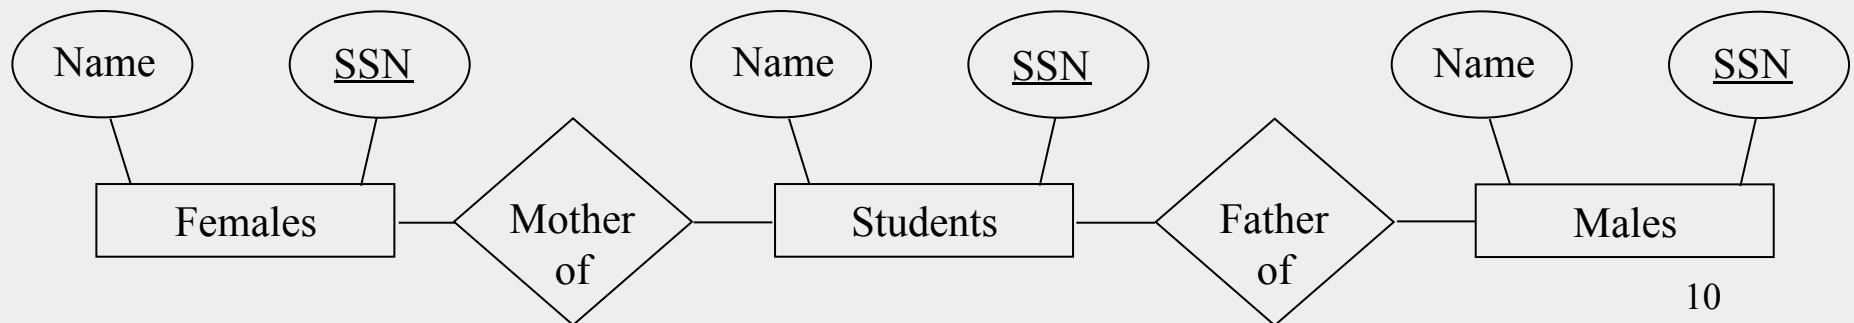 Name
SSN
Name
SSN
Name
SSN
Females
Mother
of
Students
Father
of
Males
10